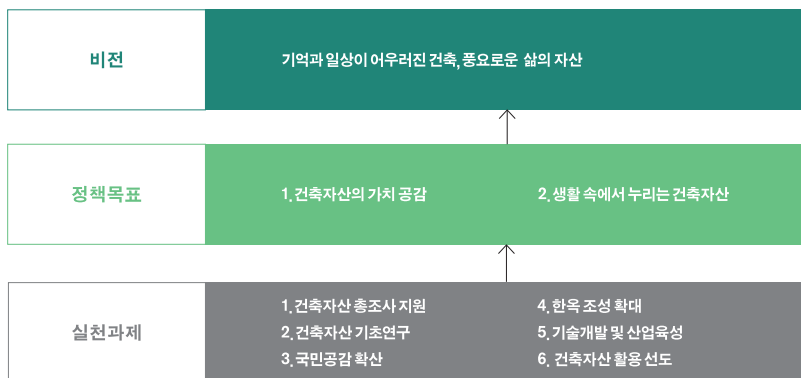 비전
기억과 일상이 어우러진 건축, 풍요로운 삶의 자산
정책목표
1. 건축자산의 가치 공감
2. 생활 속에서 누리는 건축자산
실천과제
1. 건축자산 총조사 지원
2. 건축자산 기초연구
3. 국민공감 확산
4. 한옥 조성 확대
5. 기술개발 및 산업육성
6. 건축자산 활용 선도